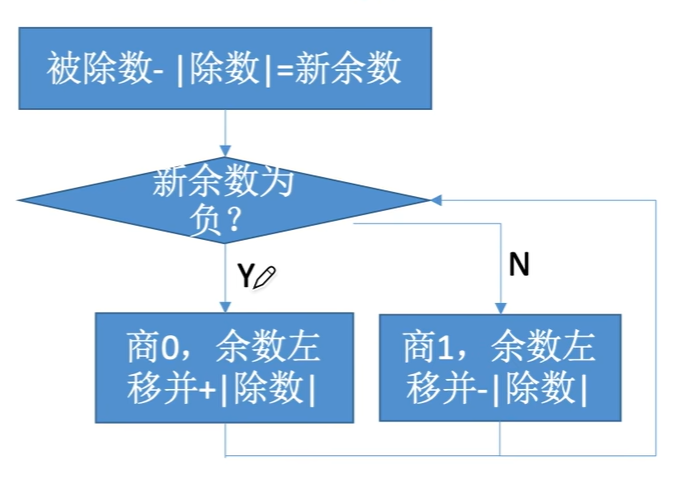 被除数- |除数|=新余数
新余数为
负？
Y
N
商0，余数左
移并+|除数|
商1，余数左
移并-|除数|